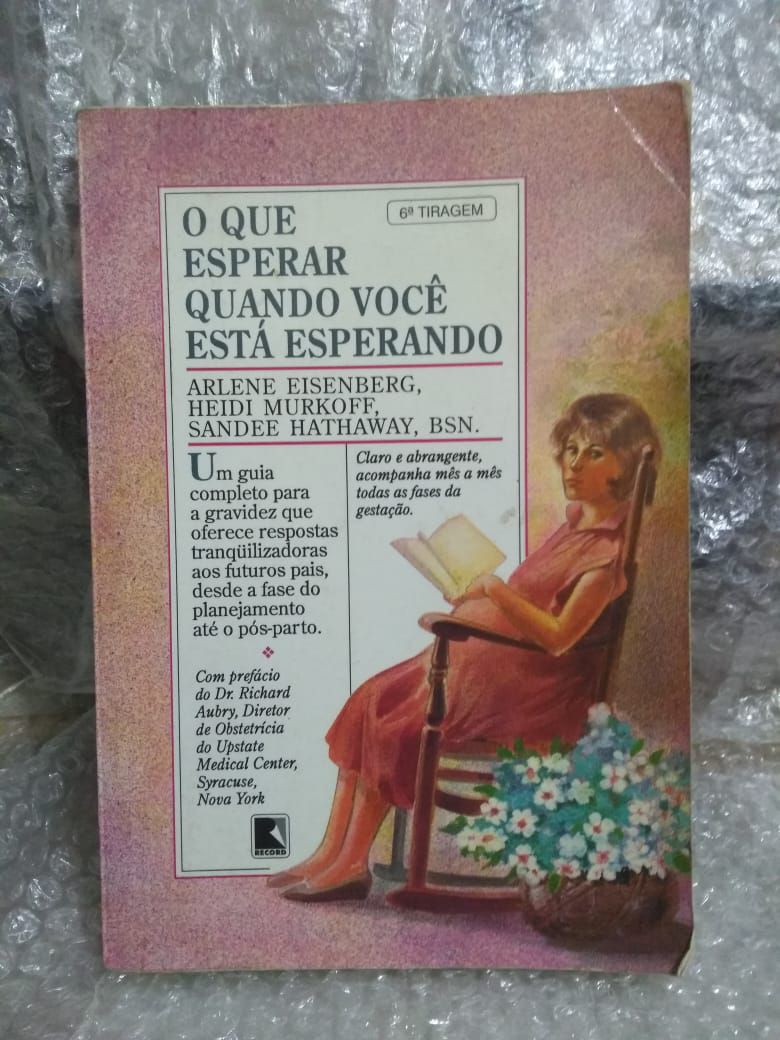 O QUE
ESPERAR
QUANDO VOCÊ
ESTÁ ESPERANDO
6ª TIRAGEM
ARLENE EISENBERG,
HEIDI MURKOFF,
SANDEE HATHAWAY, BSN.
Um guia
completo para
a gravidez que
oferece respostas
tranqüilizadoras
aos futuros pais,
desde a fase do
planejamento
até o pós-parto.
Com prefácio
do Dr. Richard
Aubry, Diretor
de Obstetrícia
do Upstate
Medical Center,
Syracuse,
Nova York
Claro e abrangente,
acompanha mês a mês
todas as fases da
gestação.
RECORD